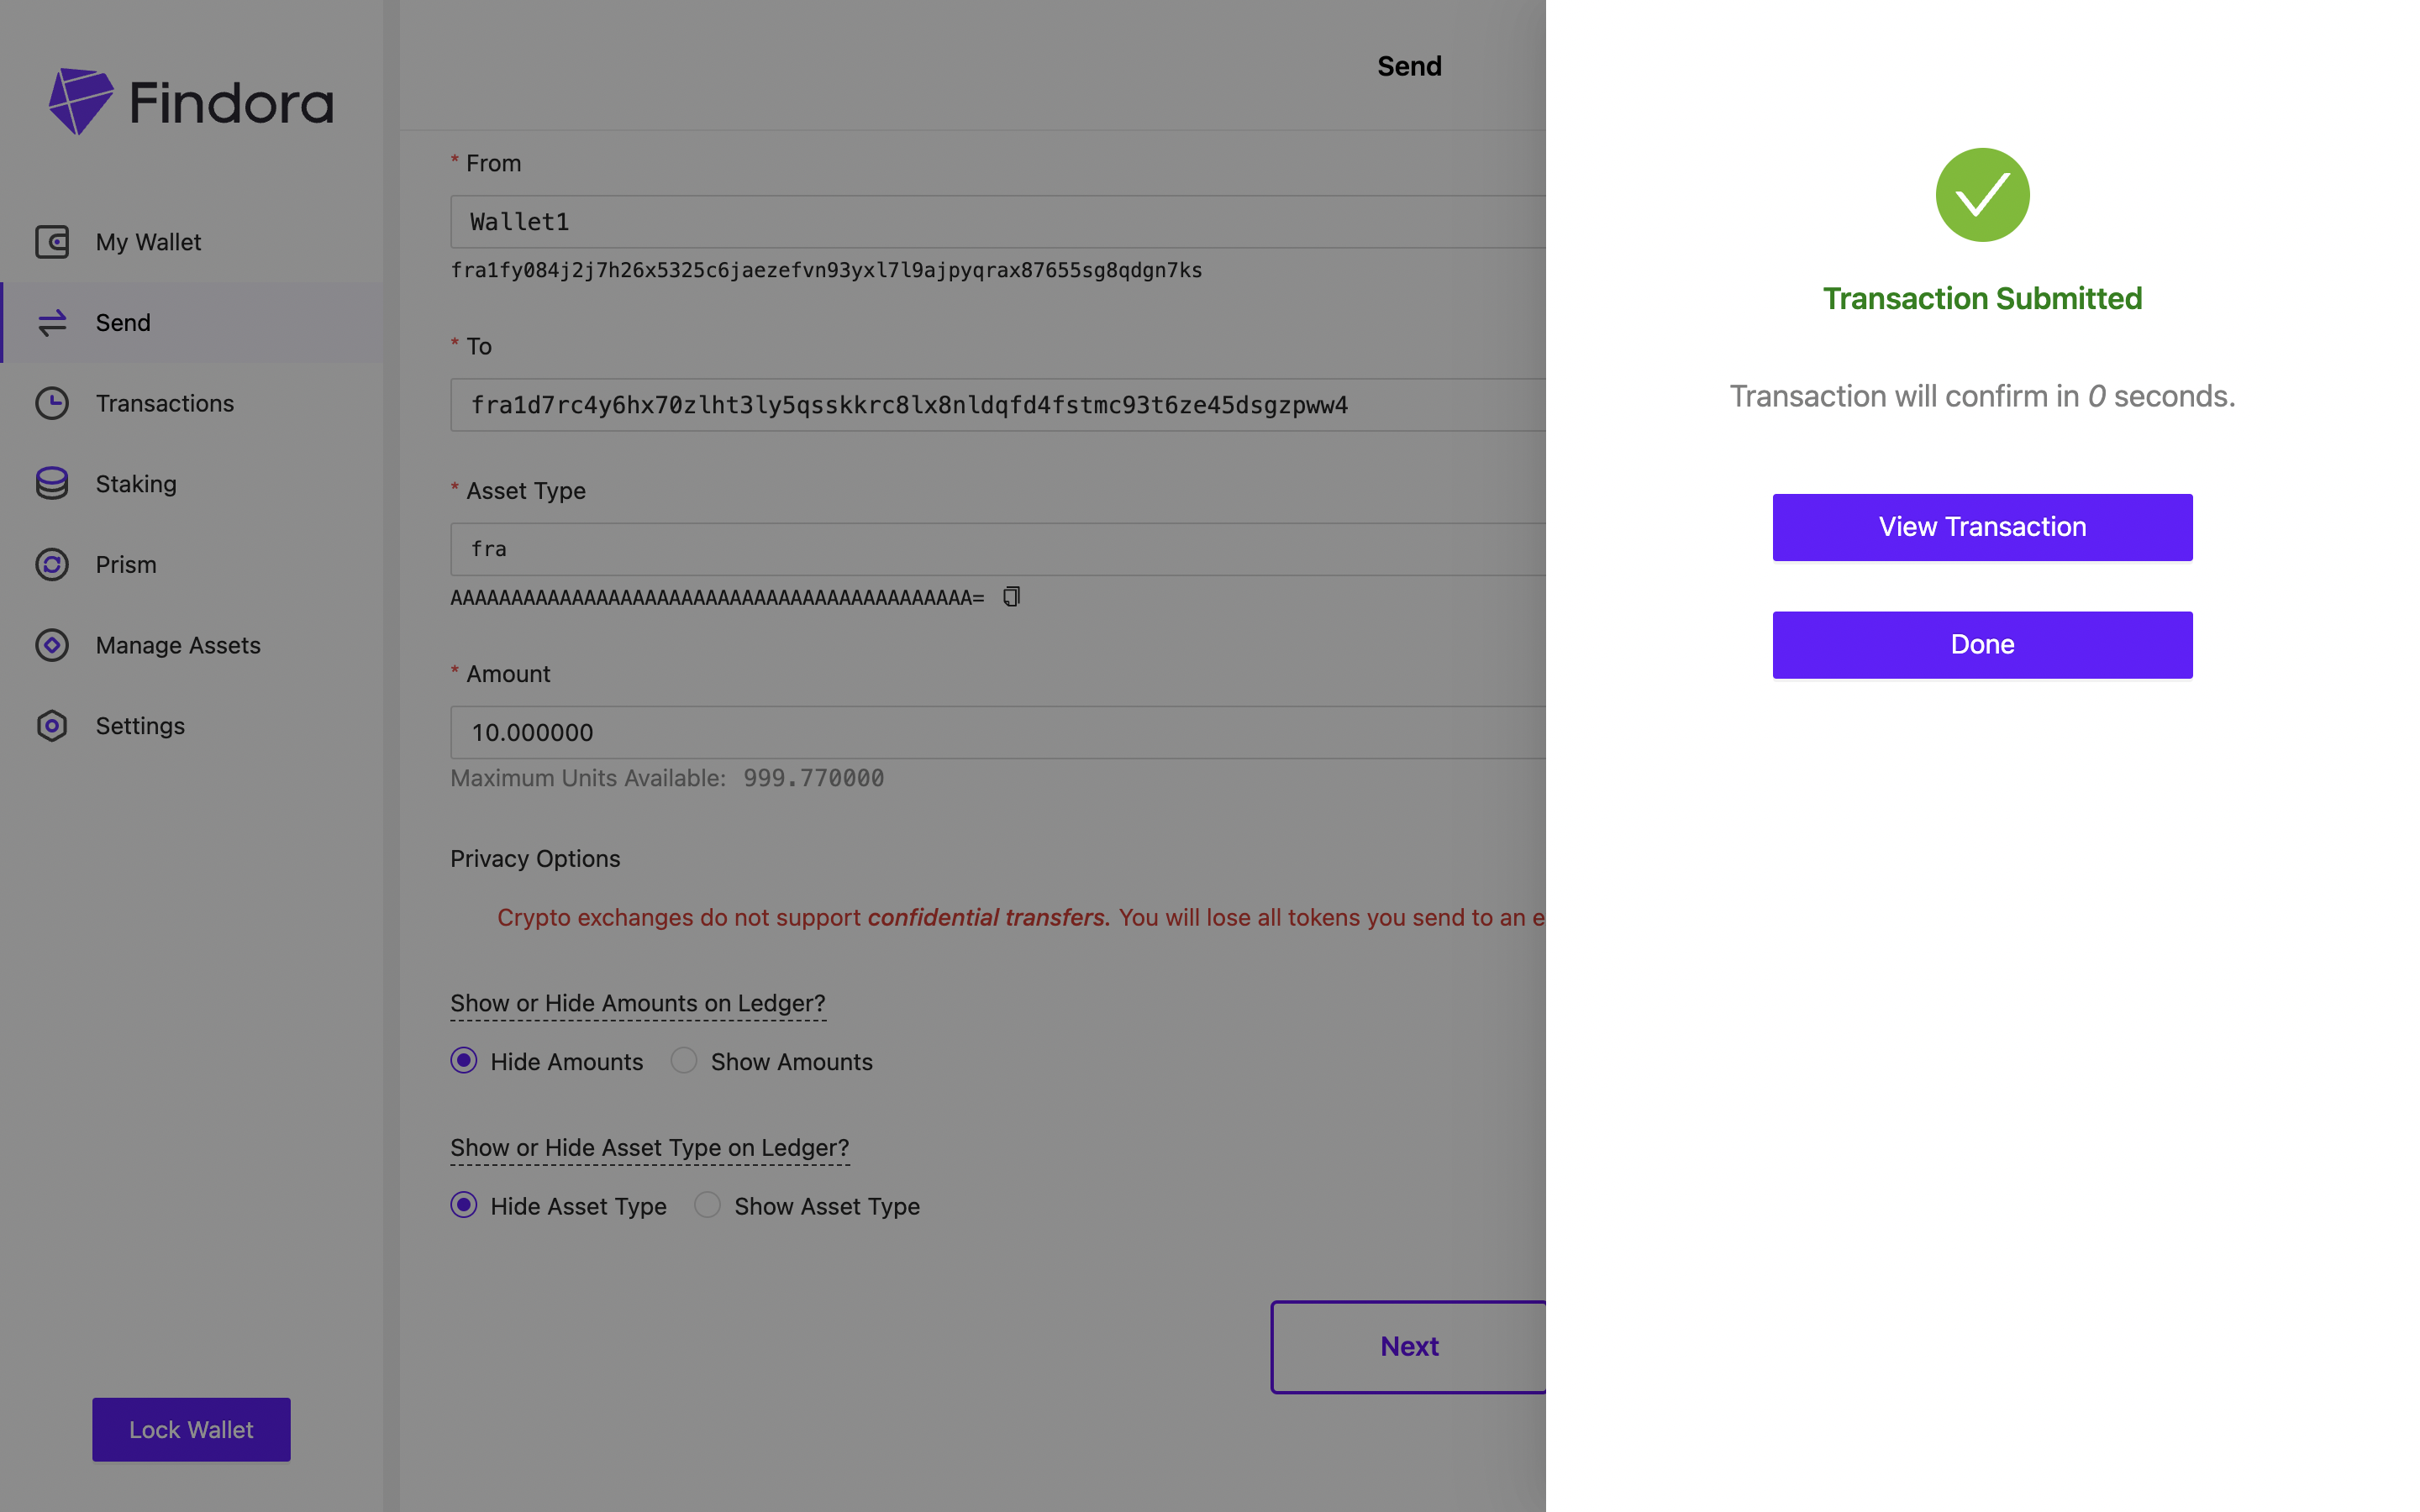 Findora
My Wallet
Send
Transactions
Staking
Prism
Manage Assets
Settings
Lock Wallet
Send
* From
Wallet1
fra1fy084j2j7h26x5325c6jaezefvn93yxl7l9ajpyqrax87655sg8qdgn7ks
* To
fra1d7rc4y6hx70zlht3ly5qsskkrc8lx8nldqfd4fstmc93t6ze45dsgzpww4
* Asset Type
fra
AAAAAAAAAAAAAAAAAAAAAAAAAAAAAAAAAAAAAAAAAAA=
* Amount
10.000000
Maximum Units Available: 999.770000
Privacy Options
Crypto exchanges do not support confidential transfers. You will lose all tokens you send to an e
Show or Hide Amounts on Ledger?
Hide Amounts Show Amounts
Show or Hide Asset Type on Ledger?
Hide Asset Type Show Asset Type
Next
Transaction Submitted
Transaction will confirm in 0 seconds.
View Transaction
Done